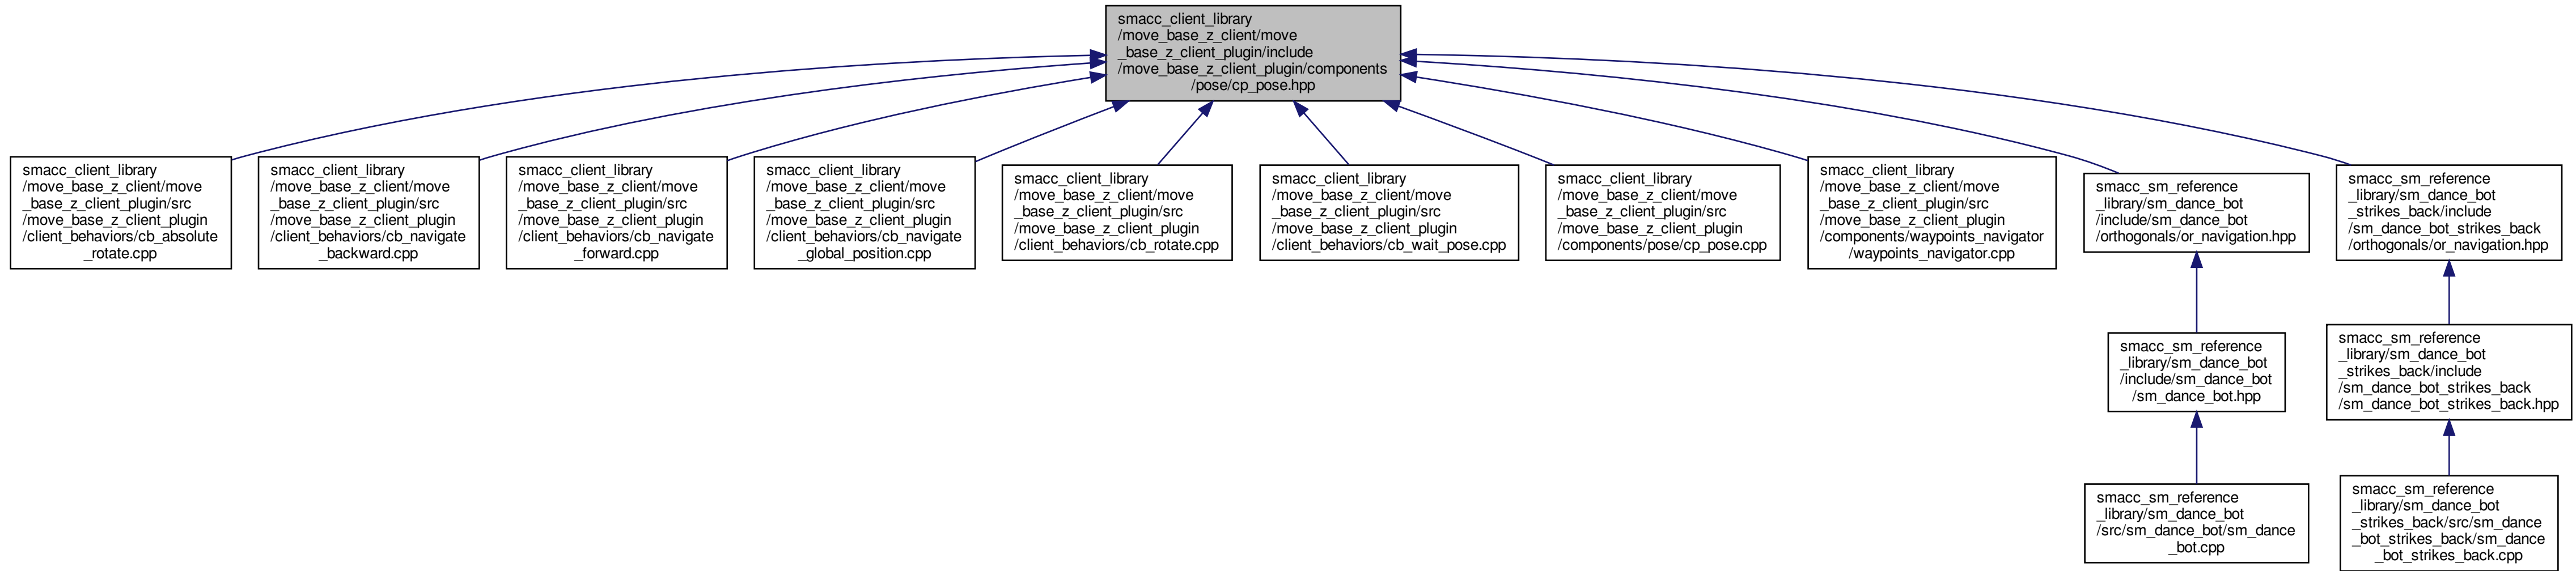 smacc_client_library
/move_base_z_client/move
_base_z_client_plugin/include
/move_base_z_client_plugin/components
/pose/cp_pose.hpp
smacc_client_library
/move_base_z_client/move
_base_z_client_plugin/src
/move_base_z_client_plugin
/client_behaviors/cb_absolute
_rotate.cpp
smacc_client_library
/move_base_z_client/move
_base_z_client_plugin/src
/move_base_z_client_plugin
/client_behaviors/cb_navigate
_backward.cpp
smacc_client_library
/move_base_z_client/move
_base_z_client_plugin/src
/move_base_z_client_plugin
/client_behaviors/cb_navigate
_forward.cpp
smacc_client_library
/move_base_z_client/move
_base_z_client_plugin/src
/move_base_z_client_plugin
/client_behaviors/cb_navigate
_global_position.cpp
smacc_client_library
/move_base_z_client/move
_base_z_client_plugin/src
/move_base_z_client_plugin
/client_behaviors/cb_rotate.cpp
smacc_client_library
/move_base_z_client/move
_base_z_client_plugin/src
/move_base_z_client_plugin
/client_behaviors/cb_wait_pose.cpp
smacc_client_library
/move_base_z_client/move
_base_z_client_plugin/src
/move_base_z_client_plugin
/components/pose/cp_pose.cpp
smacc_client_library
/move_base_z_client/move
_base_z_client_plugin/src
/move_base_z_client_plugin
/components/waypoints_navigator
/waypoints_navigator.cpp
smacc_sm_reference
_library/sm_dance_bot
/include/sm_dance_bot
/orthogonals/or_navigation.hpp
smacc_sm_reference
_library/sm_dance_bot
_strikes_back/include
/sm_dance_bot_strikes_back
/orthogonals/or_navigation.hpp
smacc_sm_reference
_library/sm_dance_bot
/include/sm_dance_bot
/sm_dance_bot.hpp
smacc_sm_reference
_library/sm_dance_bot
_strikes_back/include
/sm_dance_bot_strikes_back
/sm_dance_bot_strikes_back.hpp
smacc_sm_reference
_library/sm_dance_bot
/src/sm_dance_bot/sm_dance
_bot.cpp
smacc_sm_reference
_library/sm_dance_bot
_strikes_back/src/sm_dance
_bot_strikes_back/sm_dance
_bot_strikes_back.cpp